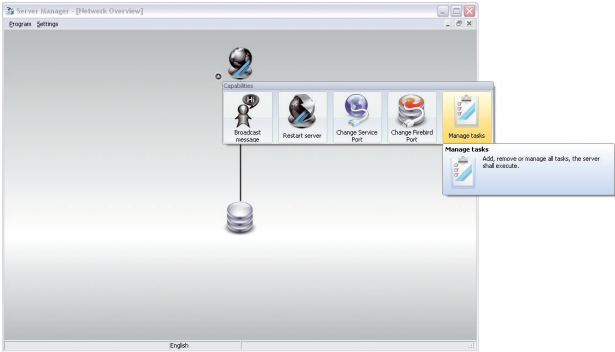 Server Manager - [Network Overview]
Program Settings
Capabilities
Hi
Broadcast
message
Restart server
Change Service
Port
Change Firebird
Port
Manage tasks
Manage tasks
Add, remove or manage all tasks, the server
shall execute.
English